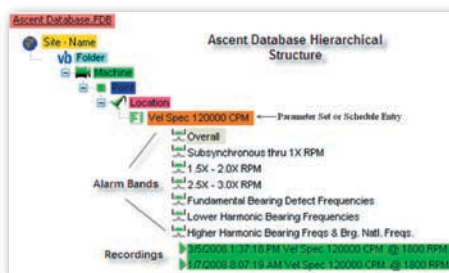 Ascent Database.FDB
Ascent Database Hierarchical
Structure
Site - Name
vb Folder
Machine
Point
Location
Vel Spec 120000 CPM
Parameter Set or Schedule Entry
Overall
Subsynchronous thru 1X RPM
1.5X - 2.0X RPM
Alarm Bands
2.5X - 3.0X RPM
Fundamental Bearing Defect Frequencies
Lower Harmonic Bearing Frequencies
Higher Harmonic Bearing Freqs & Brg. Natl. Freqs.
Recordings
3/5/2008 1:37:18 PM Vel Spec 120000 CPM @ 1800 RPM
1/7/2008 8:07:19 AM Vel Spec 120000 CPM @ 1800 RPM